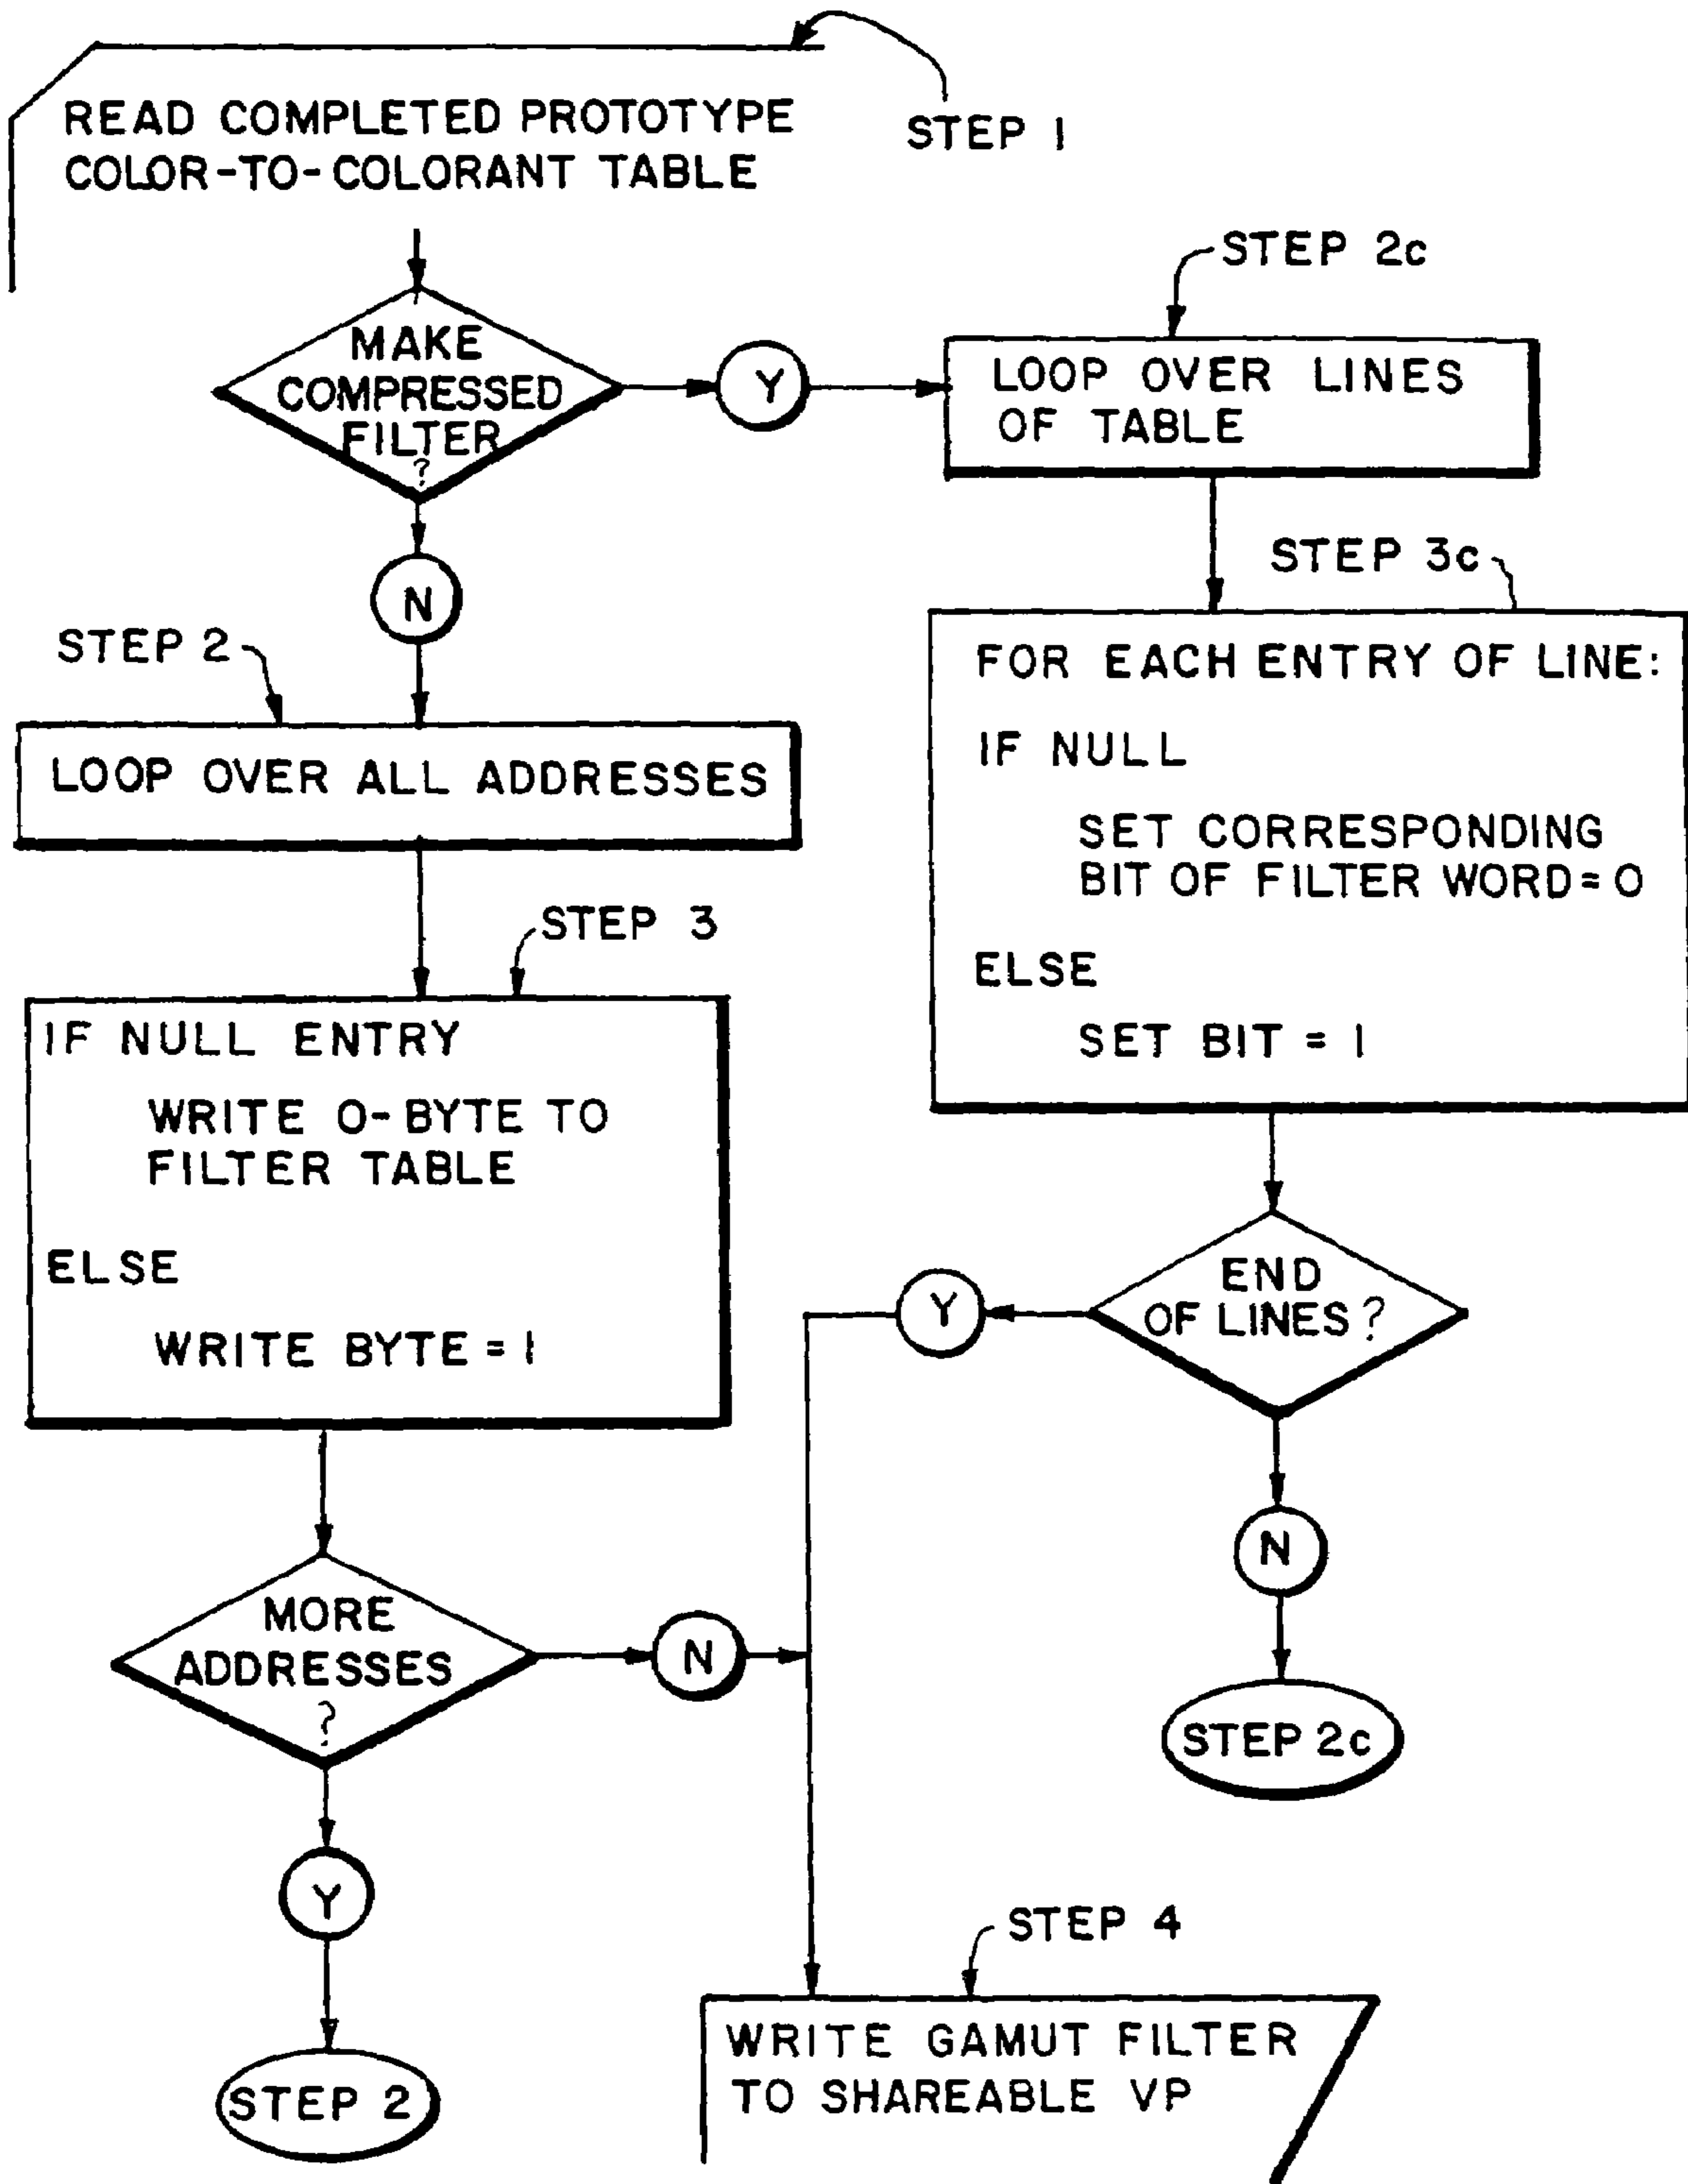 READ COMPLETED PROTOTYPE
COLOR-TO-COLORANT TABLE
STEP 1
MAKE
COMPRESSED
FILTER
?
Y
STEP 2c
LOOP OVER LINES
OF TABLE
N
STEP 2
LOOP OVER ALL ADDRESSES
STEP 3
IF NULL ENTRY
WRITE 0-BYTE TO
FILTER TABLE
ELSE
WRITE BYTE = 1
STEP 3c
FOR EACH ENTRY OF LINE:
IF NULL
SET CORRESPONDING
BIT OF FILTER WORD = 0
ELSE
SET BIT = 1
END
OF LINES?
Y
N
STEP 2c
MORE
ADDRESSES
?
N
Y
STEP 2
STEP 4
WRITE GAMUT FILTER
TO SHAREABLE VP